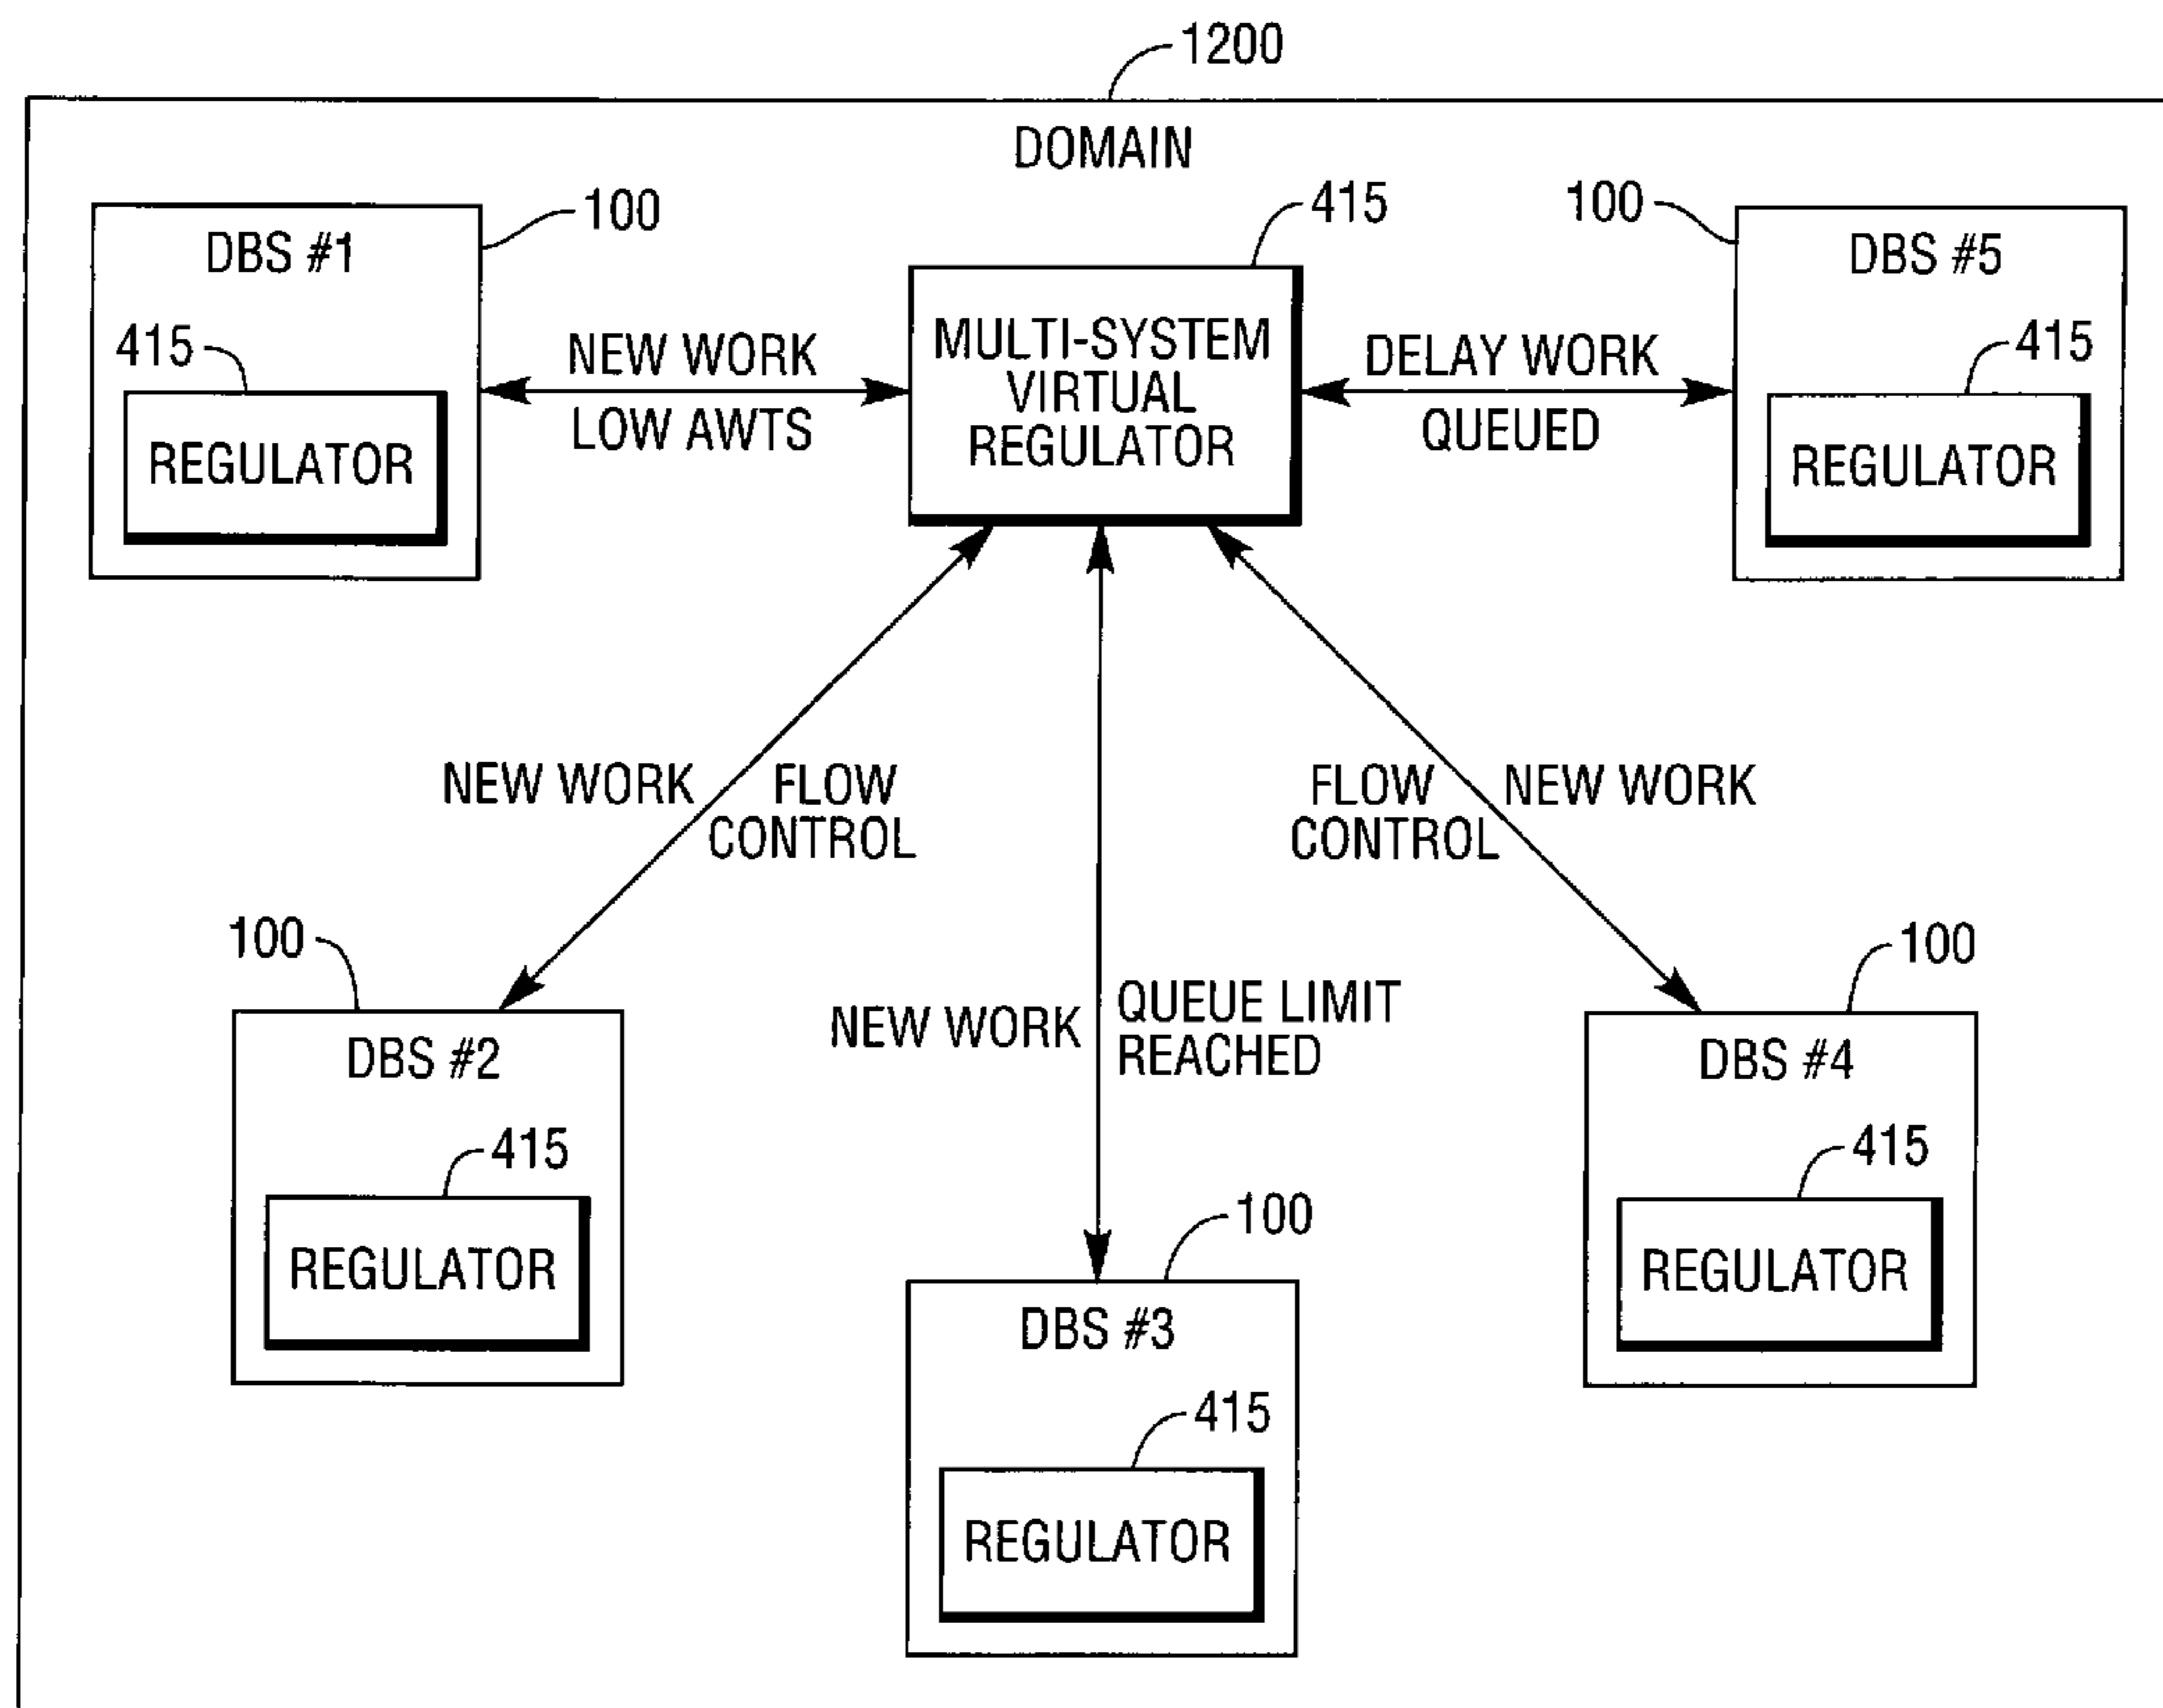 1200
DOMAIN
100
415
100
DBS #1
DBS #5
415
NEW WORK
LOW AWTS
MULTI-SYSTEM
VIRTUAL
REGULATOR
DELAY WORK
QUEUED
415
REGULATOR
REGULATOR
NEW WORK
FLOW
CONTROL
FLOW
CONTROL
NEW WORK
100
NEW WORK
QUEUE LIMIT
REACHED
100
DBS #2
DBS #4
415
415
REGULATOR
REGULATOR
100
DBS #3
415
REGULATOR